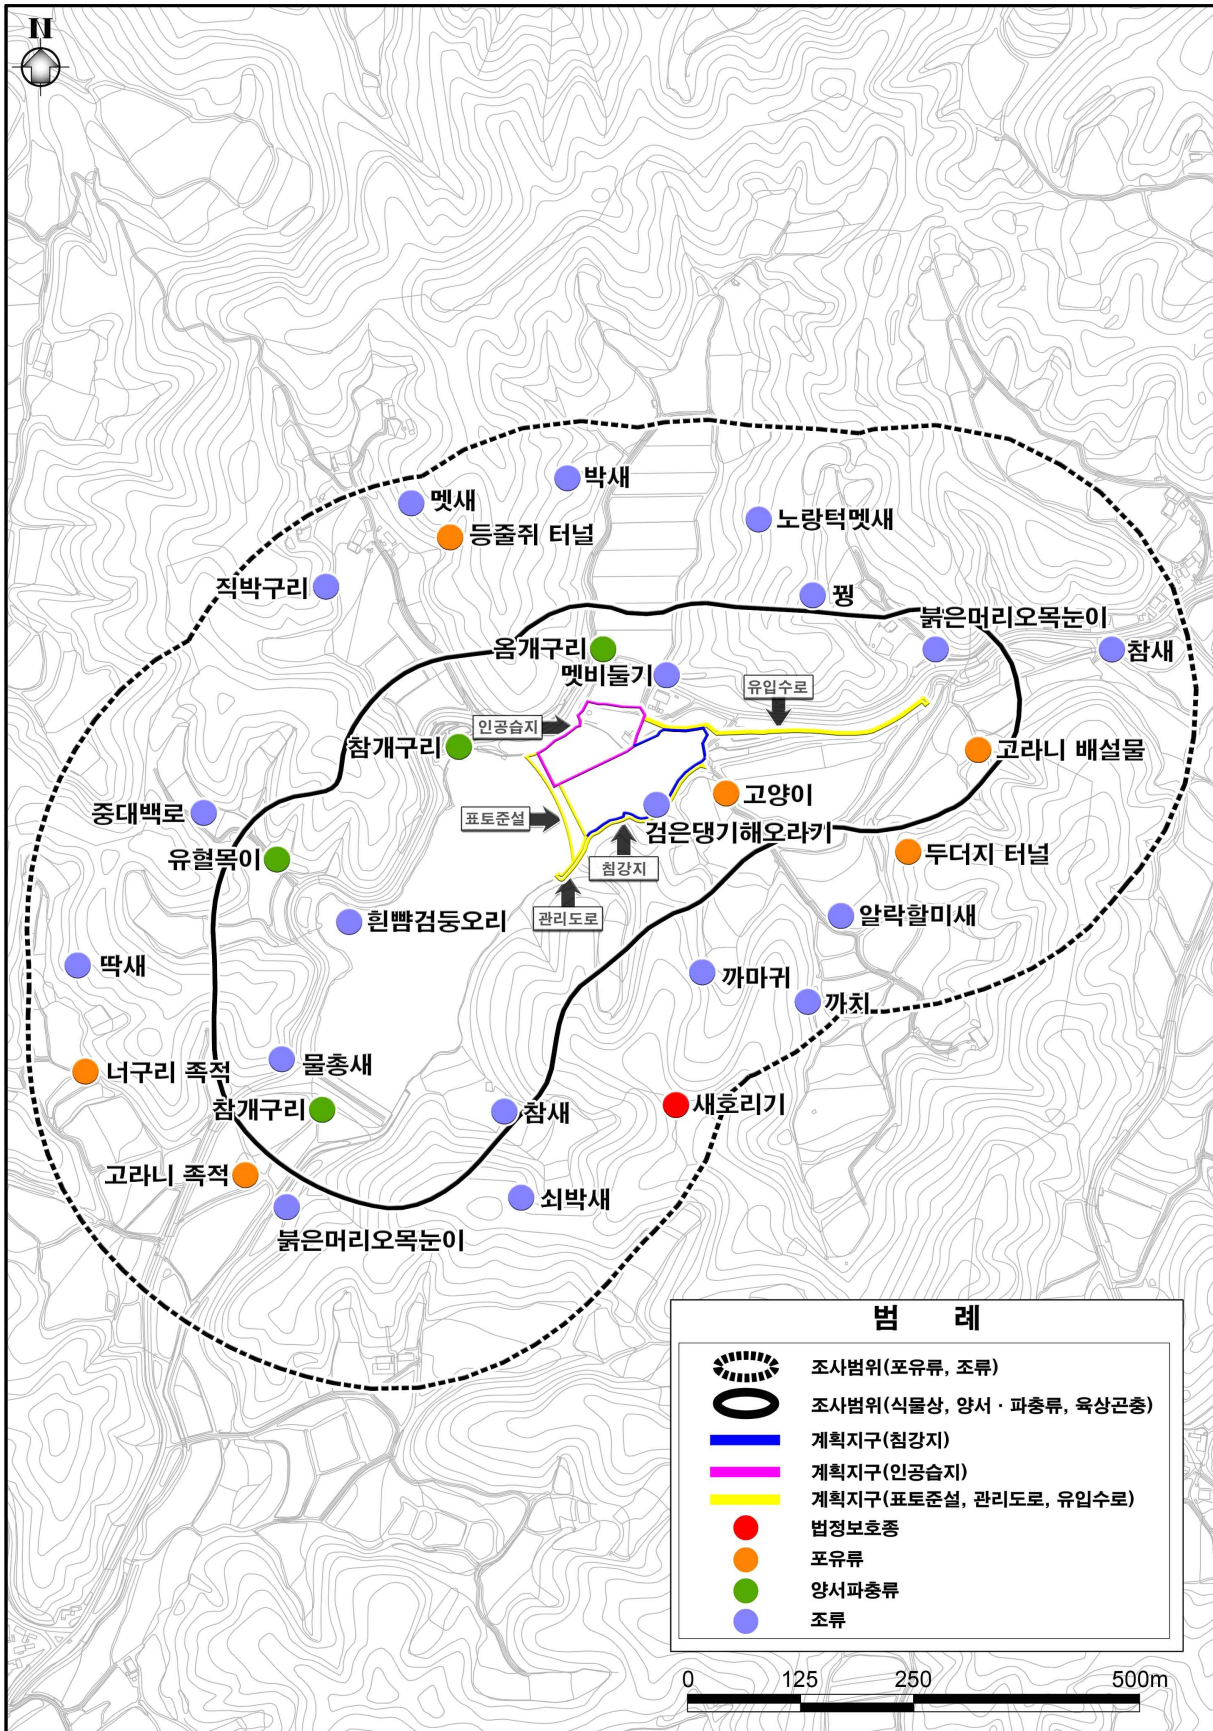 N
박새
멧새
노랑턱멧새
등줄쥐 터널
직박구리
꿩
붉은머리오목눈이
옴개구리
참새
멧비둘기
유입수로
인공습지
참개구리
고라니 배설물
고양이
중대백로
표토준설
검은댕기해오라기
유혈목이
두더지 터널
침강지
관리도로
흰뺨검둥오리
알락할미새
딱새
까마귀
까치
물총새
너구리 족적
참개구리
참새
새호리기
고라니 족적
쇠박새
붉은머리오목눈이
범 례
조사범위(포유류, 조류)
조사범위(식물상, 양서 · 파충류, 육상곤충)
계획지구(침강지)
계획지구(인공습지)
계획지구(표토준설, 관리도로, 유입수로)
법정보호종
포유류
양서파충류
조류
0 125 250 500m